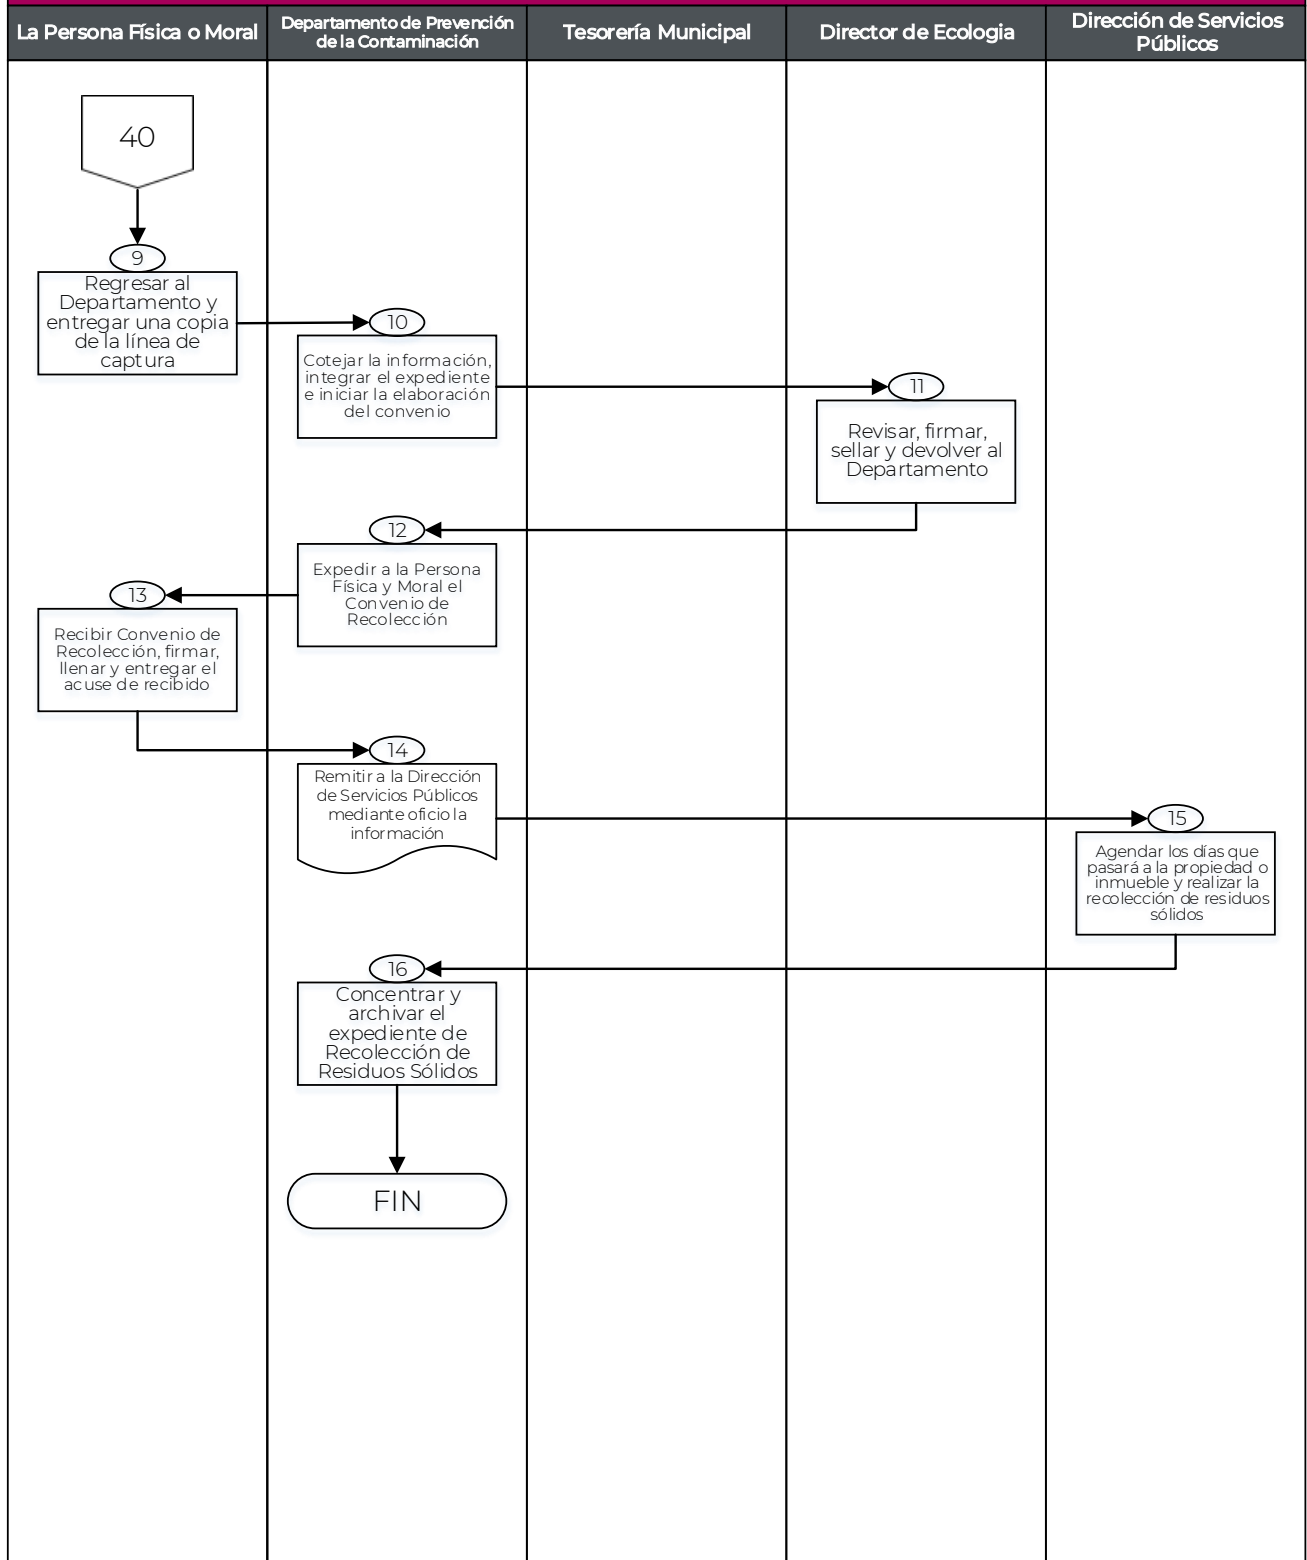 La Persona Física o Moral
Departamento de Prevención
de la Contaminación
Tesorería Municipal
Director de Ecologia
Dirección de Servicios
Públicos
40
9
Regresar al
Departamento y
entregar una copia
de la línea de
captura
10
Cotejar la información,
integrar el expediente
e iniciar la elaboración
del convenio
11
Revisar, firmar,
sellar y devolver al
Departamento
12
Expedir a la Persona
Física y Moral el
Convenio de
Recolección
13
Recibir Convenio de
Recolección, firmar,
llenar y entregar el
acuse de recibido
14
Remitir a la Dirección
de Servicios Públicos
mediante oficio la
información
15
Agendar los días que
pasará a la propiedad o
inmueble y realizar la
recolección de residuos
sólidos
16
Concentrar y
archivar el
expediente de
Recolección de
Residuos Sólidos
FIN